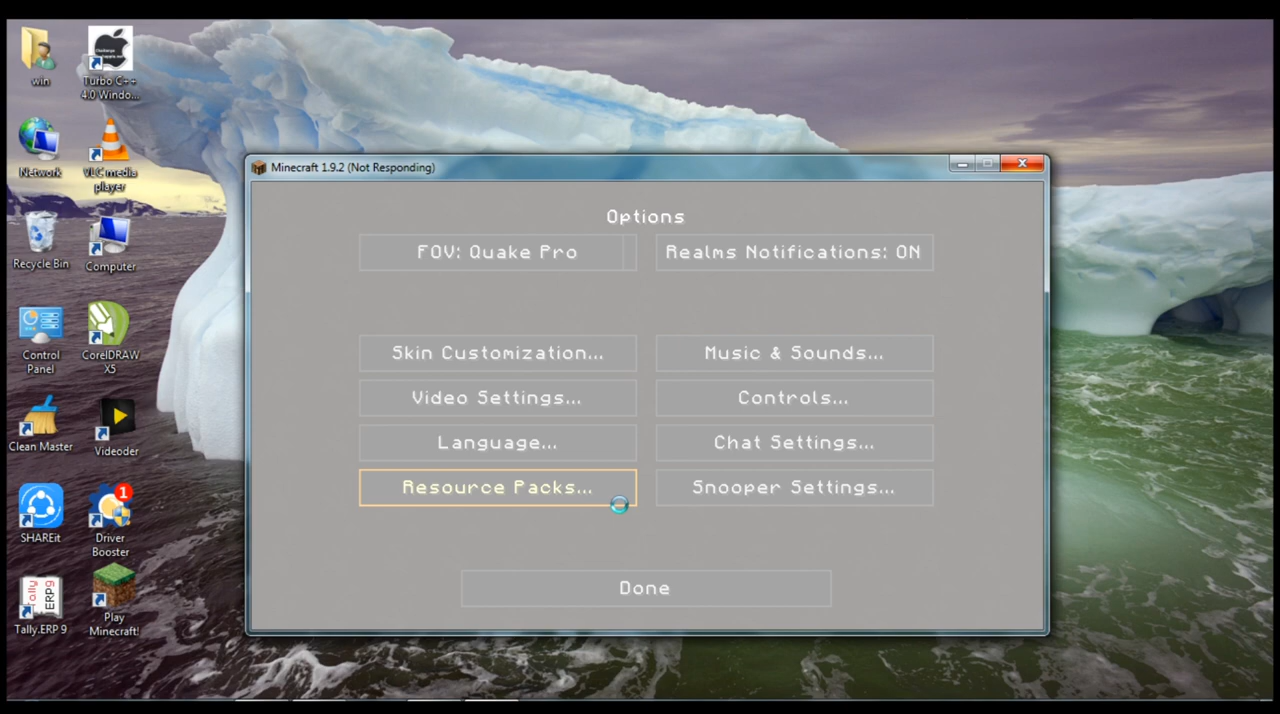 win
Turbo C++
4.0 Windo...
Network
VLC media
player
Recycle Bin
Computer
Control
Panel
CorelDRAW
X5
Clean Master
Videoder
SHAREit
1
Driver
Booster
Tally
ERP9
Tally.ERP 9
Play
Minecraft!
Minecraft 1.9.2 (Not Responding)
Options
FOV: Quake Pro
Realms Notifications: ON
Skin Customization...
Music & Sounds...
Video Settings...
Controls...
Language...
Chat Settings...
Resource Packs...
Snooper Settings...
Done